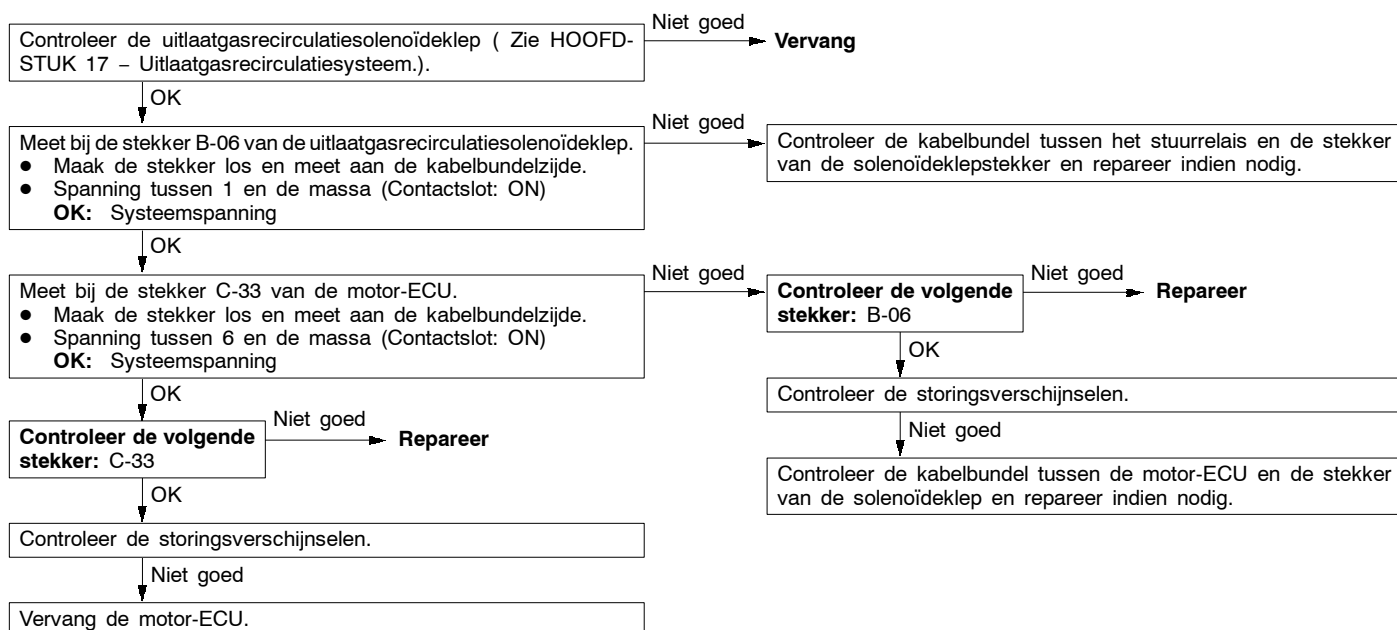 Controleer de uitlaatgasrecirculatiesolenoïdeklep ( Zie HOOFD-
STUK 17 – Uitlaatgasrecirculatiesysteem.).
Niet goed
Vervang
OK
Meet bij de stekker B-06 van de uitlaatgasrecirculatiesolenoïdeklep.
● Maak de stekker los en meet aan de kabelbundelzijde.
● Spanning tussen 1 en de massa (Contactslot: ON)
OK: Systeemspanning
Niet goed
Controleer de kabelbundel tussen het stuurrelais en de stekker
van de solenoïdeklepstekker en repareer indien nodig.
OK
Meet bij de stekker C-33 van de motor-ECU.
● Maak de stekker los en meet aan de kabelbundelzijde.
● Spanning tussen 6 en de massa (Contactslot: ON)
OK: Systeemspanning
Niet goed
Controleer de volgende
stekker: B-06
Niet goed
Repareer
OK
Controleer de storingsverschijnselen.
Niet goed
Controleer de kabelbundel tussen de motor-ECU en de stekker
van de solenoïdeklep en repareer indien nodig.
OK
Controleer de volgende
stekker: C-33
Niet goed
Repareer
OK
Controleer de storingsverschijnselen.
Niet goed
Vervang de motor-ECU.